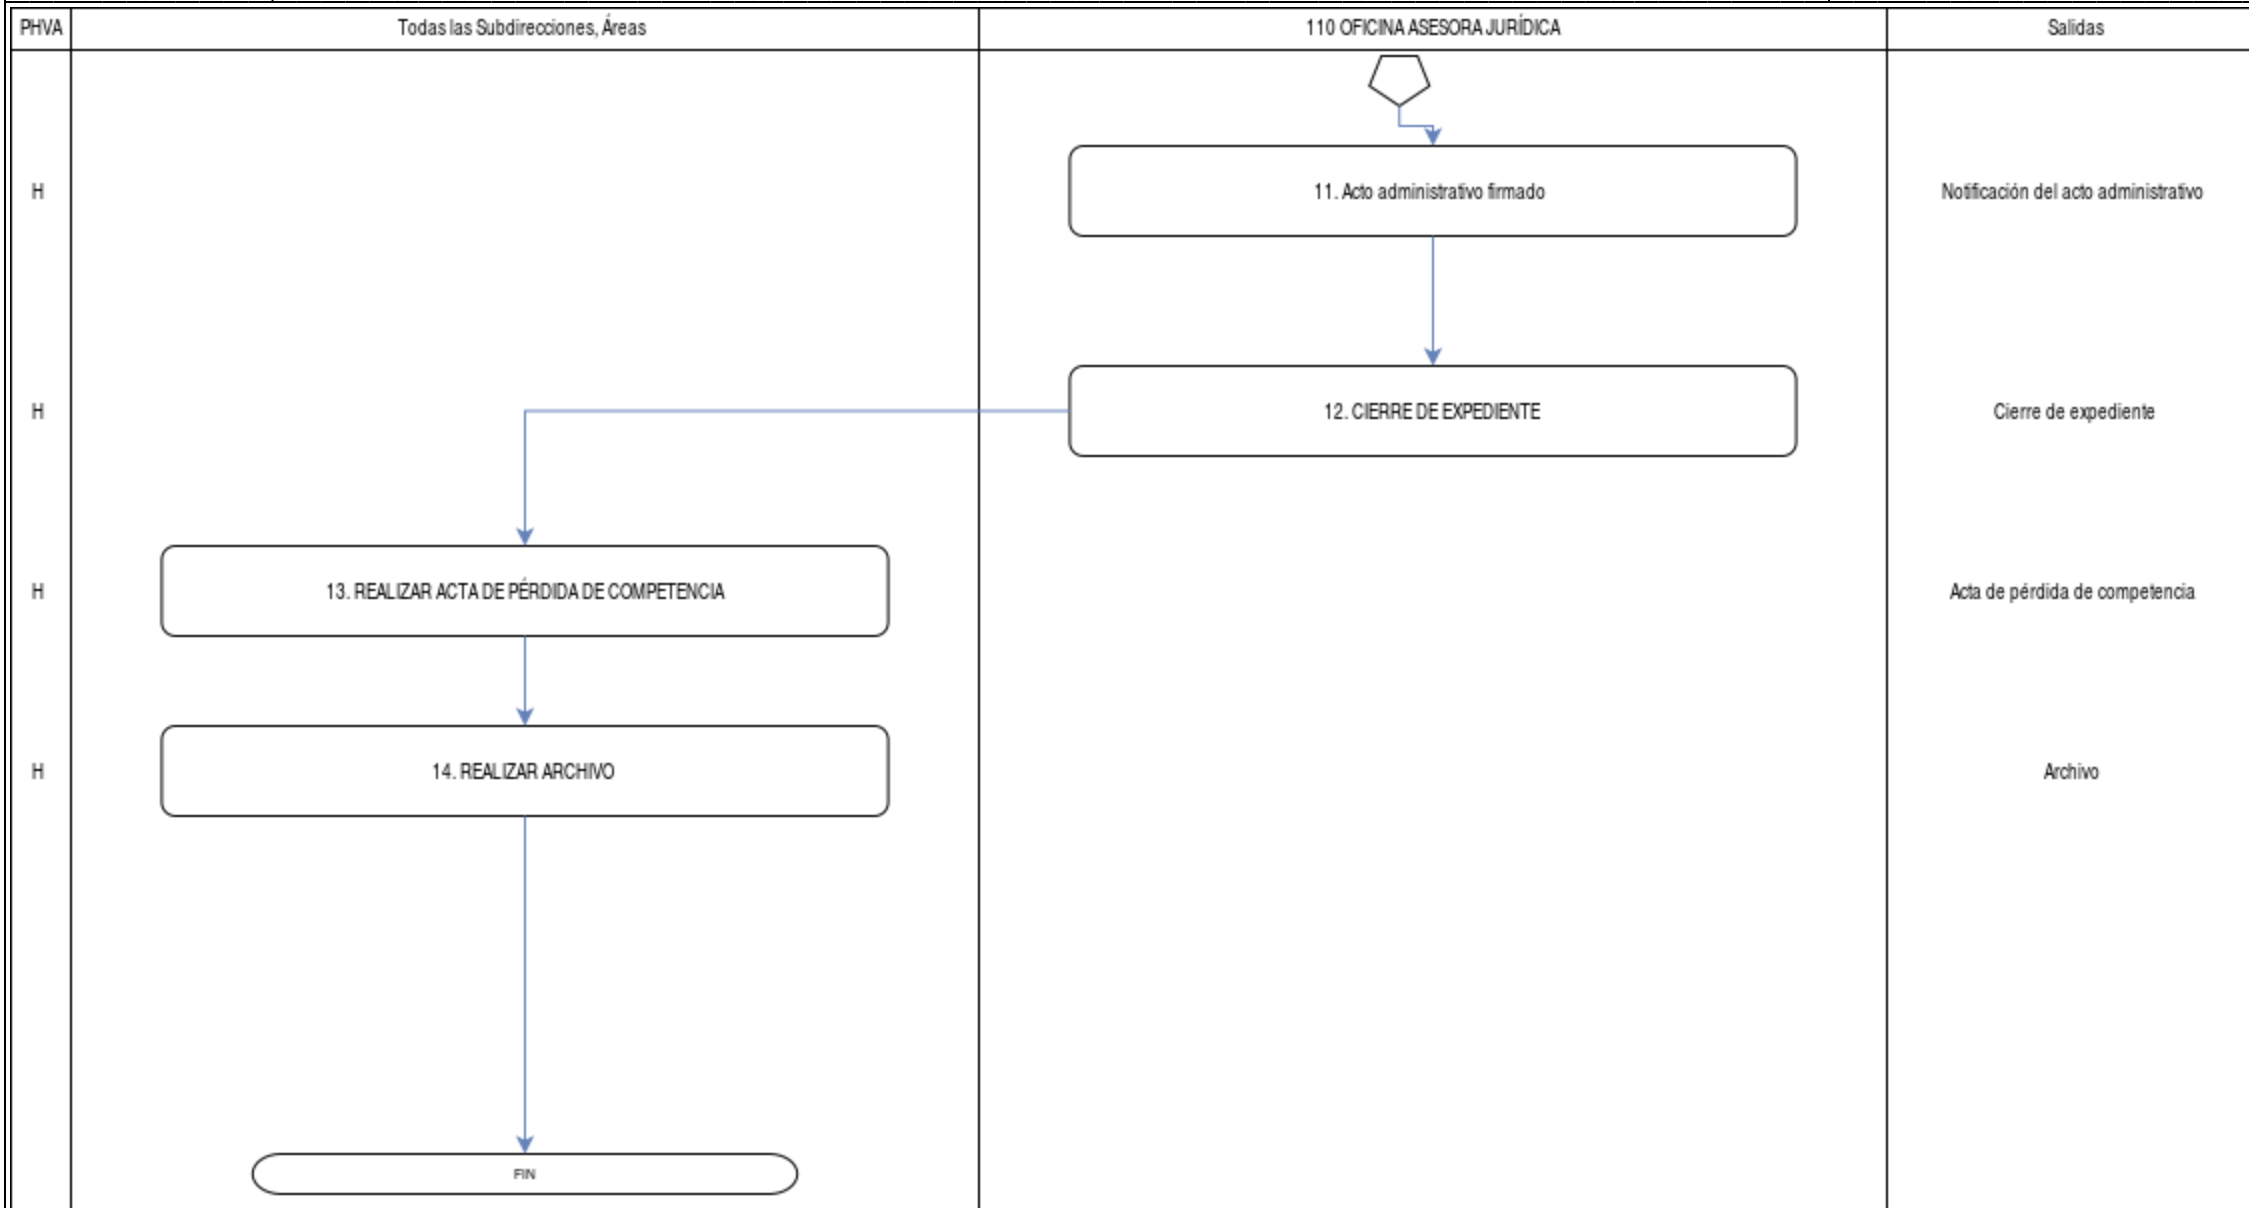 PHVA
Todas las Subdirecciones, Áreas
110 OFICINA ASESORA JURÍDICA
Salidas
H
11. Acto administrativo firmado
Notificación del acto administrativo
H
12. CIERRE DE EXPEDIENTE
Cierre de expediente
H
13. REALIZAR ACTA DE PÉRDIDA DE COMPETENCIA
Acta de pérdida de competencia
H
14. REALIZAR ARCHIVO
Archivo
FIN